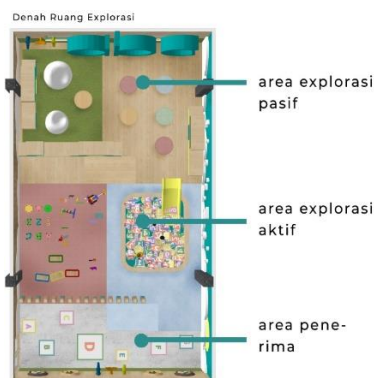 Denah Ruang Explorasi
area explorasi
pasif
area explorasi
aktif
area pene-
rima
A
C
B
D
E
F